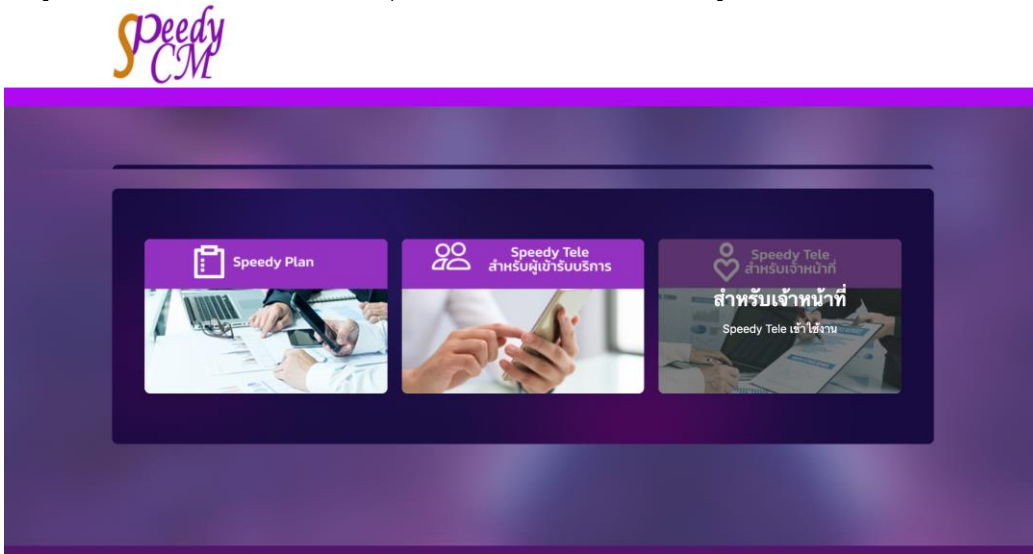 Speedy
CM
Speedy Plan
Speedy Tele
สำหรับผู้เข้ารับบริการ
Speedy Tele
สำหรับเจ้าหน้าที่
สำหรับเจ้าหน้าที่
Speedy Tele เข้าใช้งาน